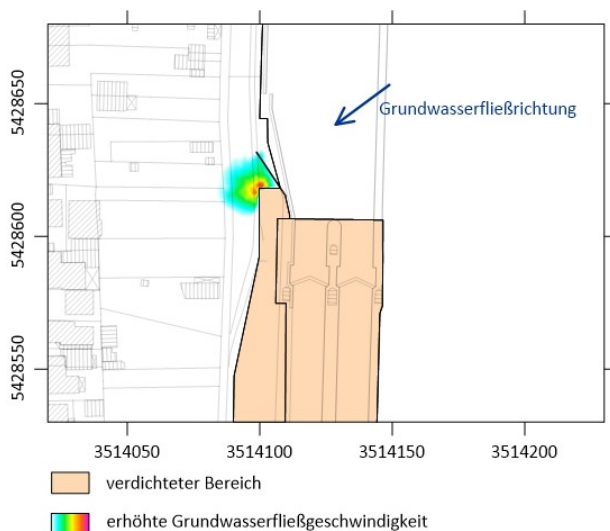 5428650
5428600
5428550
Grundwasserfließrichtung
3514050
3514100
3514150
3514200
verdichteter Bereich
erhöhte Grundwasserfließgeschwindigkeit